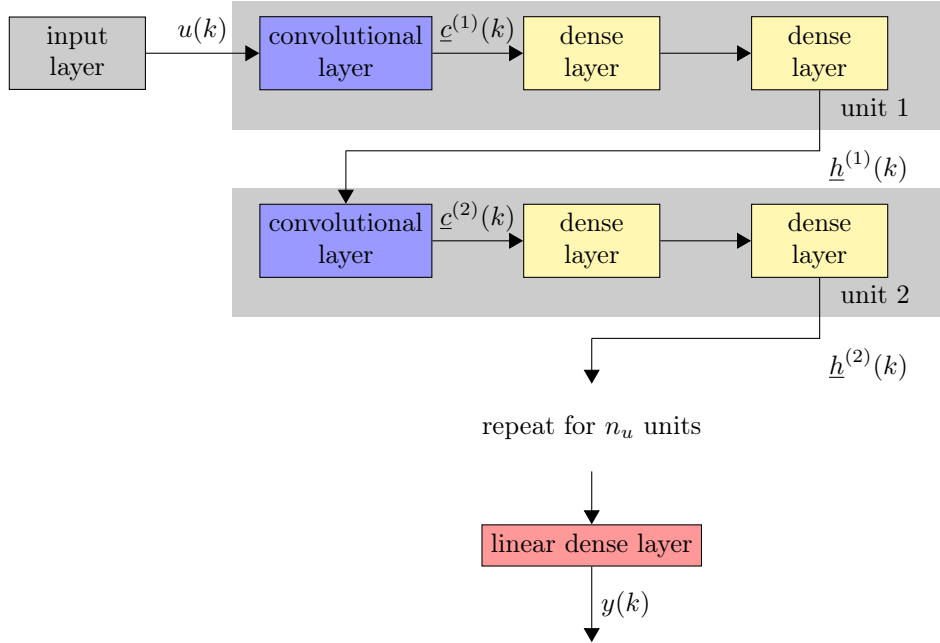 input
layer
u(k)
convolutional
layer
c^{(1)}(k)
dense
layer
dense
layer
unit 1
h^{(1)}(k)
convolutional
layer
c^{(2)}(k)
dense
layer
dense
layer
unit 2
h^{(2)}(k)
repeat for n_u units
linear dense layer
y(k)